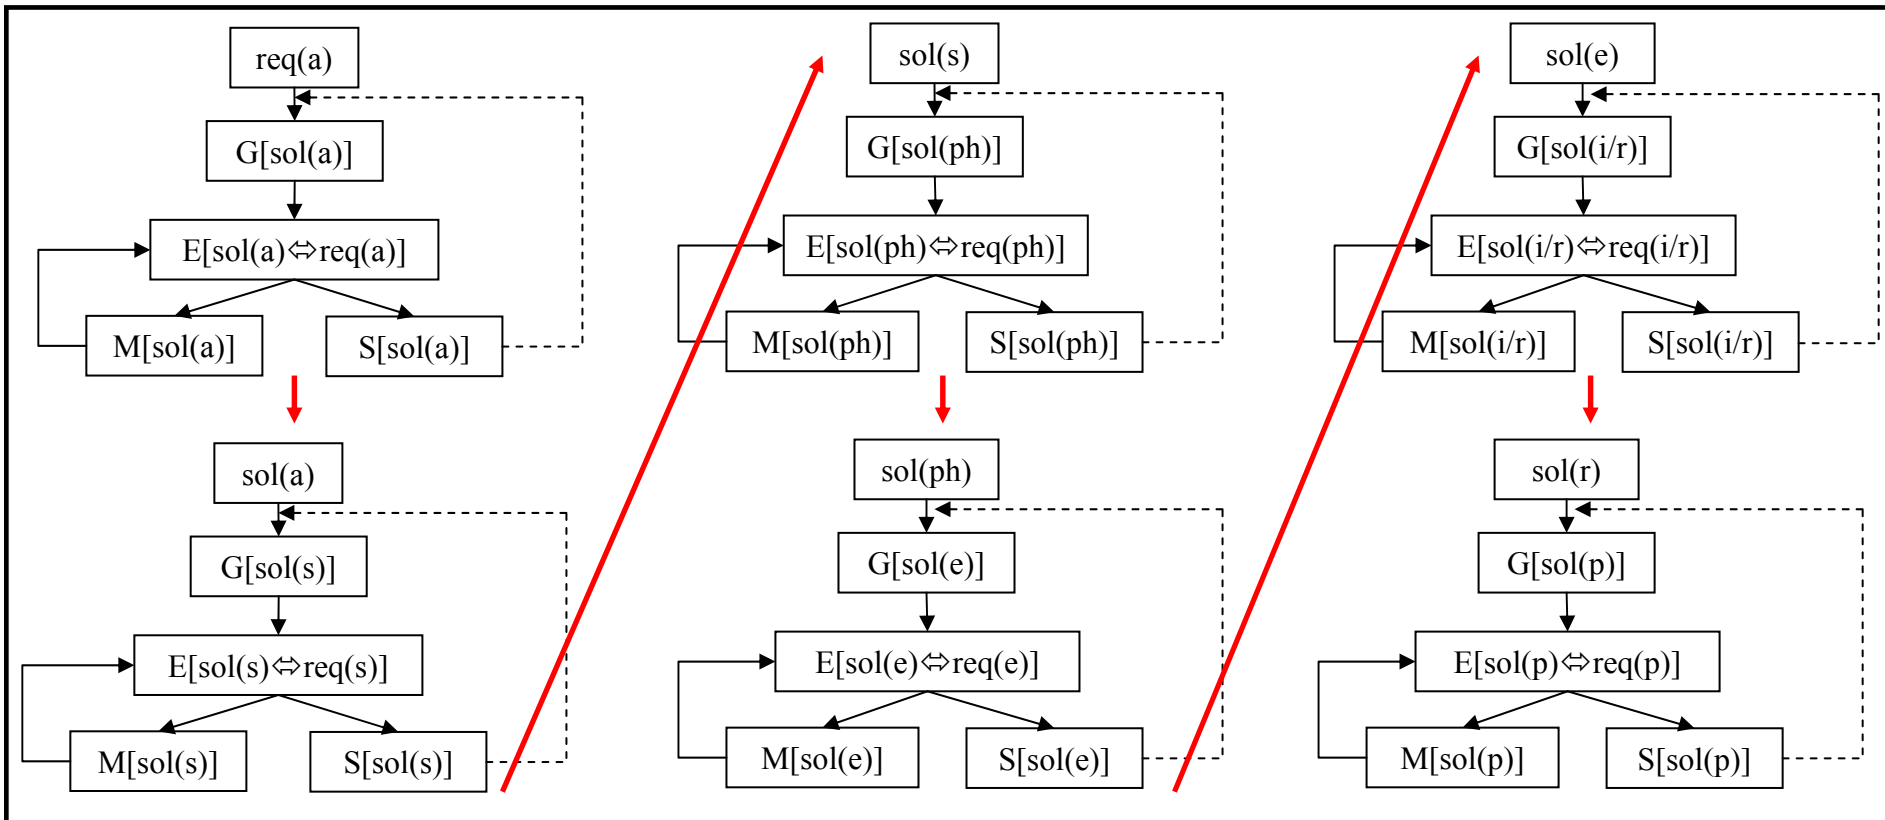 req(a)
G[sol(a)]
E[sol(a)⇔req(a)]
M[sol(a)]
S[sol(a)]
sol(a)
G[sol(s)]
E[sol(s)⇔req(s)]
M[sol(s)]
S[sol(s)]
sol(s)
G[sol(ph)]
E[sol(ph)⇔req(ph)]
M[sol(ph)]
S[sol(ph)]
sol(ph)
G[sol(e)]
E[sol(e)⇔req(e)]
M[sol(e)]
S[sol(e)]
sol(e)
G[sol(i/r)]
E[sol(i/r)⇔req(i/r)]
M[sol(i/r)]
S[sol(i/r)]
sol(r)
G[sol(p)]
E[sol(p)⇔req(p)]
M[sol(p)]
S[sol(p)]